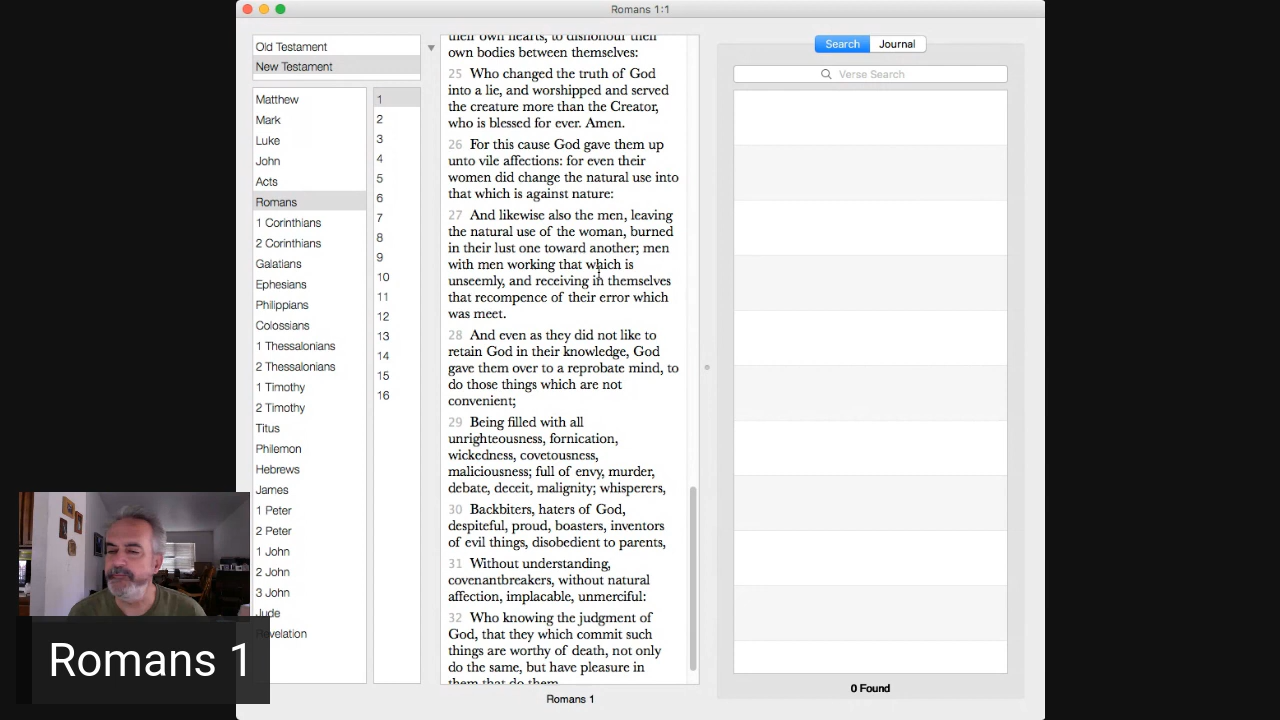 Romans 1:1
Old Testament
New Testament
Matthew
Mark
Luke
John
Acts
Romans
1 Corinthians
2 Corinthians
Galatians
Ephesians
Philippians
Colossians
1 Thessalonians
2 Thessalonians
1 Timothy
2 Timothy
Titus
Philemon
Hebrews
James
1 Peter
2 Peter
1 John
2 John
3 John
Jude
Revelation
1
2
3
4
5
6
7
8
9
10
11
12
13
14
15
16
their own hearts, to dishonour their
own bodies between themselves:
25 Who changed the truth of God
into a lie, and worshipped and served
the creature more than the Creator,
who is blessed for ever. Amen.
26 For this cause God gave them up
unto vile affections: for even their
women did change the natural use into
that which is against nature:
27 And likewise also the men, leaving
the natural use of the woman, burned
in their lust one toward another; men
with men working that which is
unseemly, and receiving in themselves
that recompence of their error which
was meet.
28 And even as they did not like to
retain God in their knowledge, God
gave them over to a reprobate mind, to
do those things which are not
convenient;
29 Being filled with all
unrighteousness, fornication,
wickedness, covetousness,
maliciousness; full of envy, murder,
debate, deceit, malignity; whisperers,
30 Backbiters, haters of God,
despiteful, proud, boasters, inventors
of evil things, disobedient to parents,
31 Without understanding,
covenantbreakers, without natural
affection, implacable, unmerciful:
32 Who knowing the judgment of
God, that they which commit such
things are worthy of death, not only
do the same, but have pleasure in
them that do them.
Romans 1
Search
Journal
Verse Search
0 Found
Romans 1